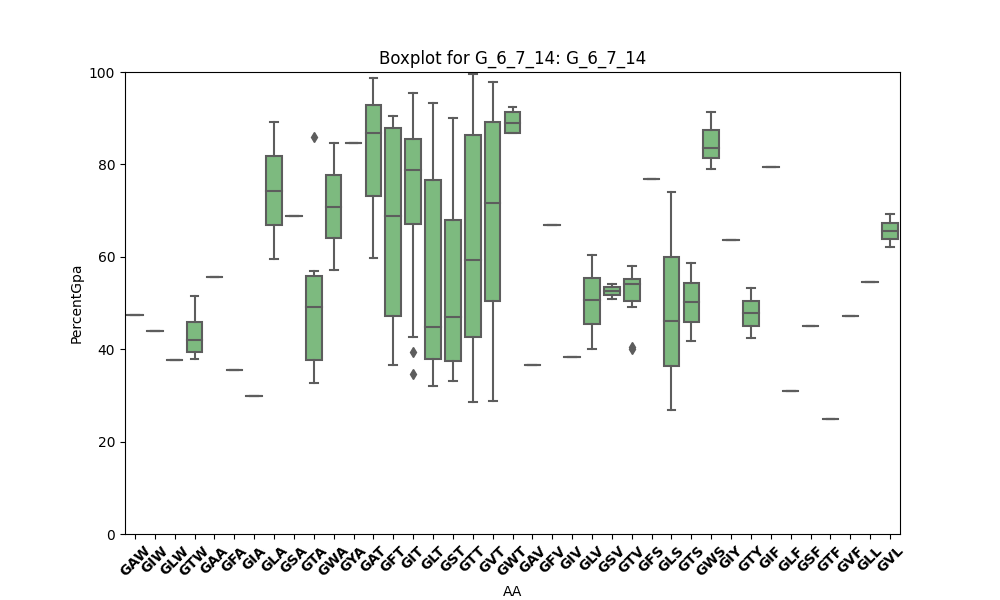 Boxplot for G_6_7_14: G_6_7_14
100
80
60
40
20
0
PercentGpa
GAW GIW GLW GTW GAA GFA GIA GLA GSA GTA GWA GYA GAT GFT GIT GLT GST GTT GVT GWT GAV GFV GIV GLV GSV GTV GFS GLS GTS GWS GIY GTY GIF GLF GSF GTF GVF GLL GVL
AA